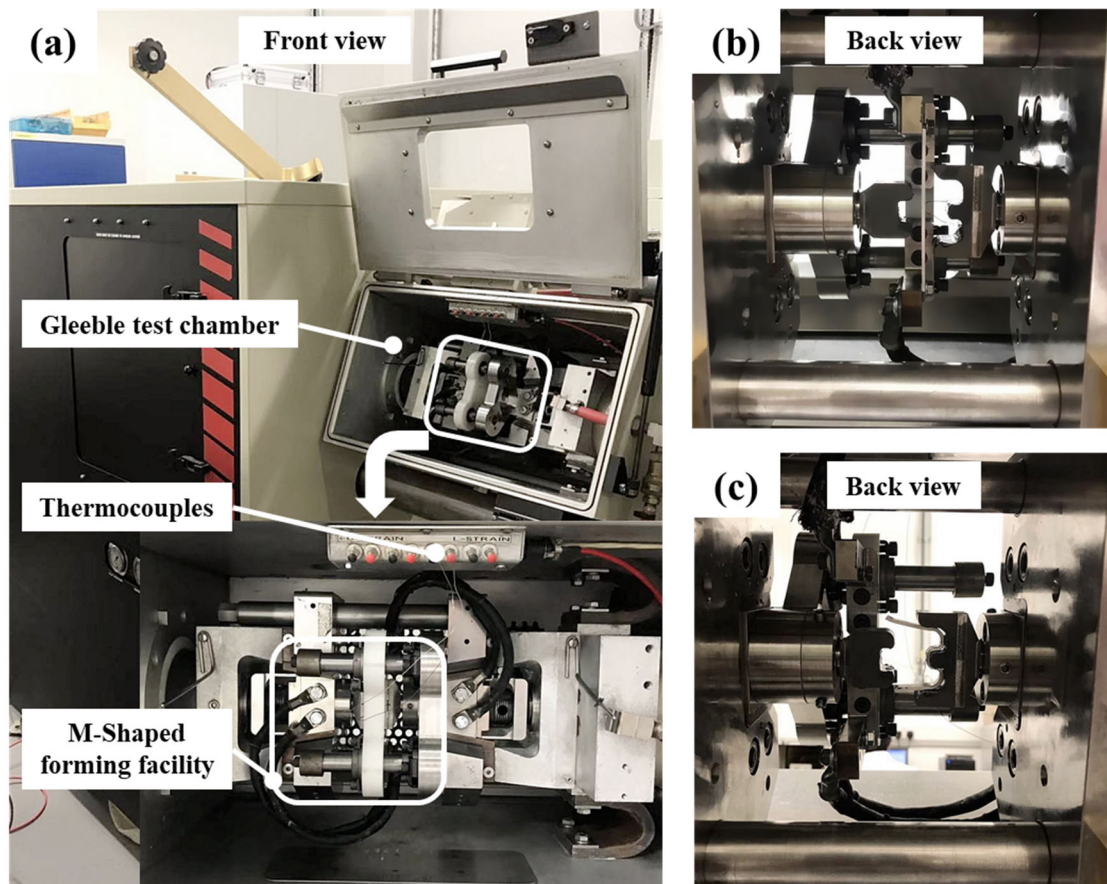 (a)
Front view
Gleeble test chamber
Thermocouples
L-STRAIN
M-Shaped
forming facility
(b)
Back view
(c)
Back view